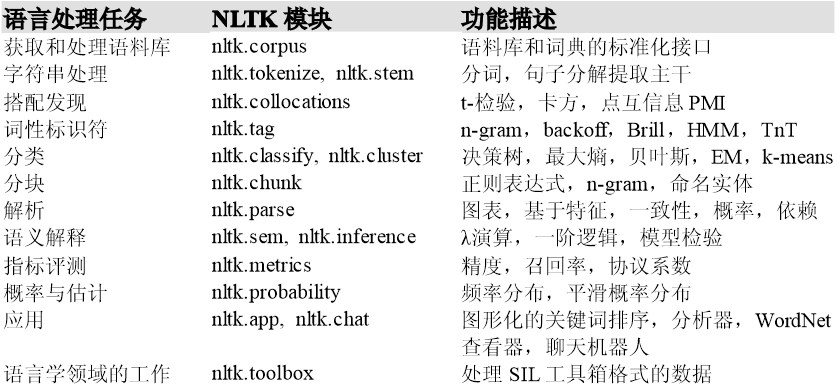 语言处理任务 NLTK 模块 功能描述
获取和处理语料库 nltk.corpus 语料库和词典的标准化接口
字符串处理 nltk.tokenize, nltk.stem 分词，句子分解提取主干
搭配发现 nltk.collocations t-检验，卡方，点互信息 PMI
词性标识符 nltk.tag n-gram，backoff，Brill，HMM，TnT
分类 nltk.classify, nltk.cluster 决策树，最大熵，贝叶斯，EM，k-means
分块 nltk.chunk 正则表达式，n-gram，命名实体
解析 nltk.parse 图表，基于特征，一致性，概率，依赖
语义解释 nltk.sem, nltk.inference λ演算，一阶逻辑，模型检验
指标评测 nltk.metrics 精度，召回率，协议系数
概率与估计 nltk.probability 频率分布，平滑概率分布
应用 nltk.app, nltk.chat 图形化的关键词排序，分析器，WordNet
查看器，聊天机器人
语言学领域的工作 nltk.toolbox 处理 SIL 工具箱格式的数据